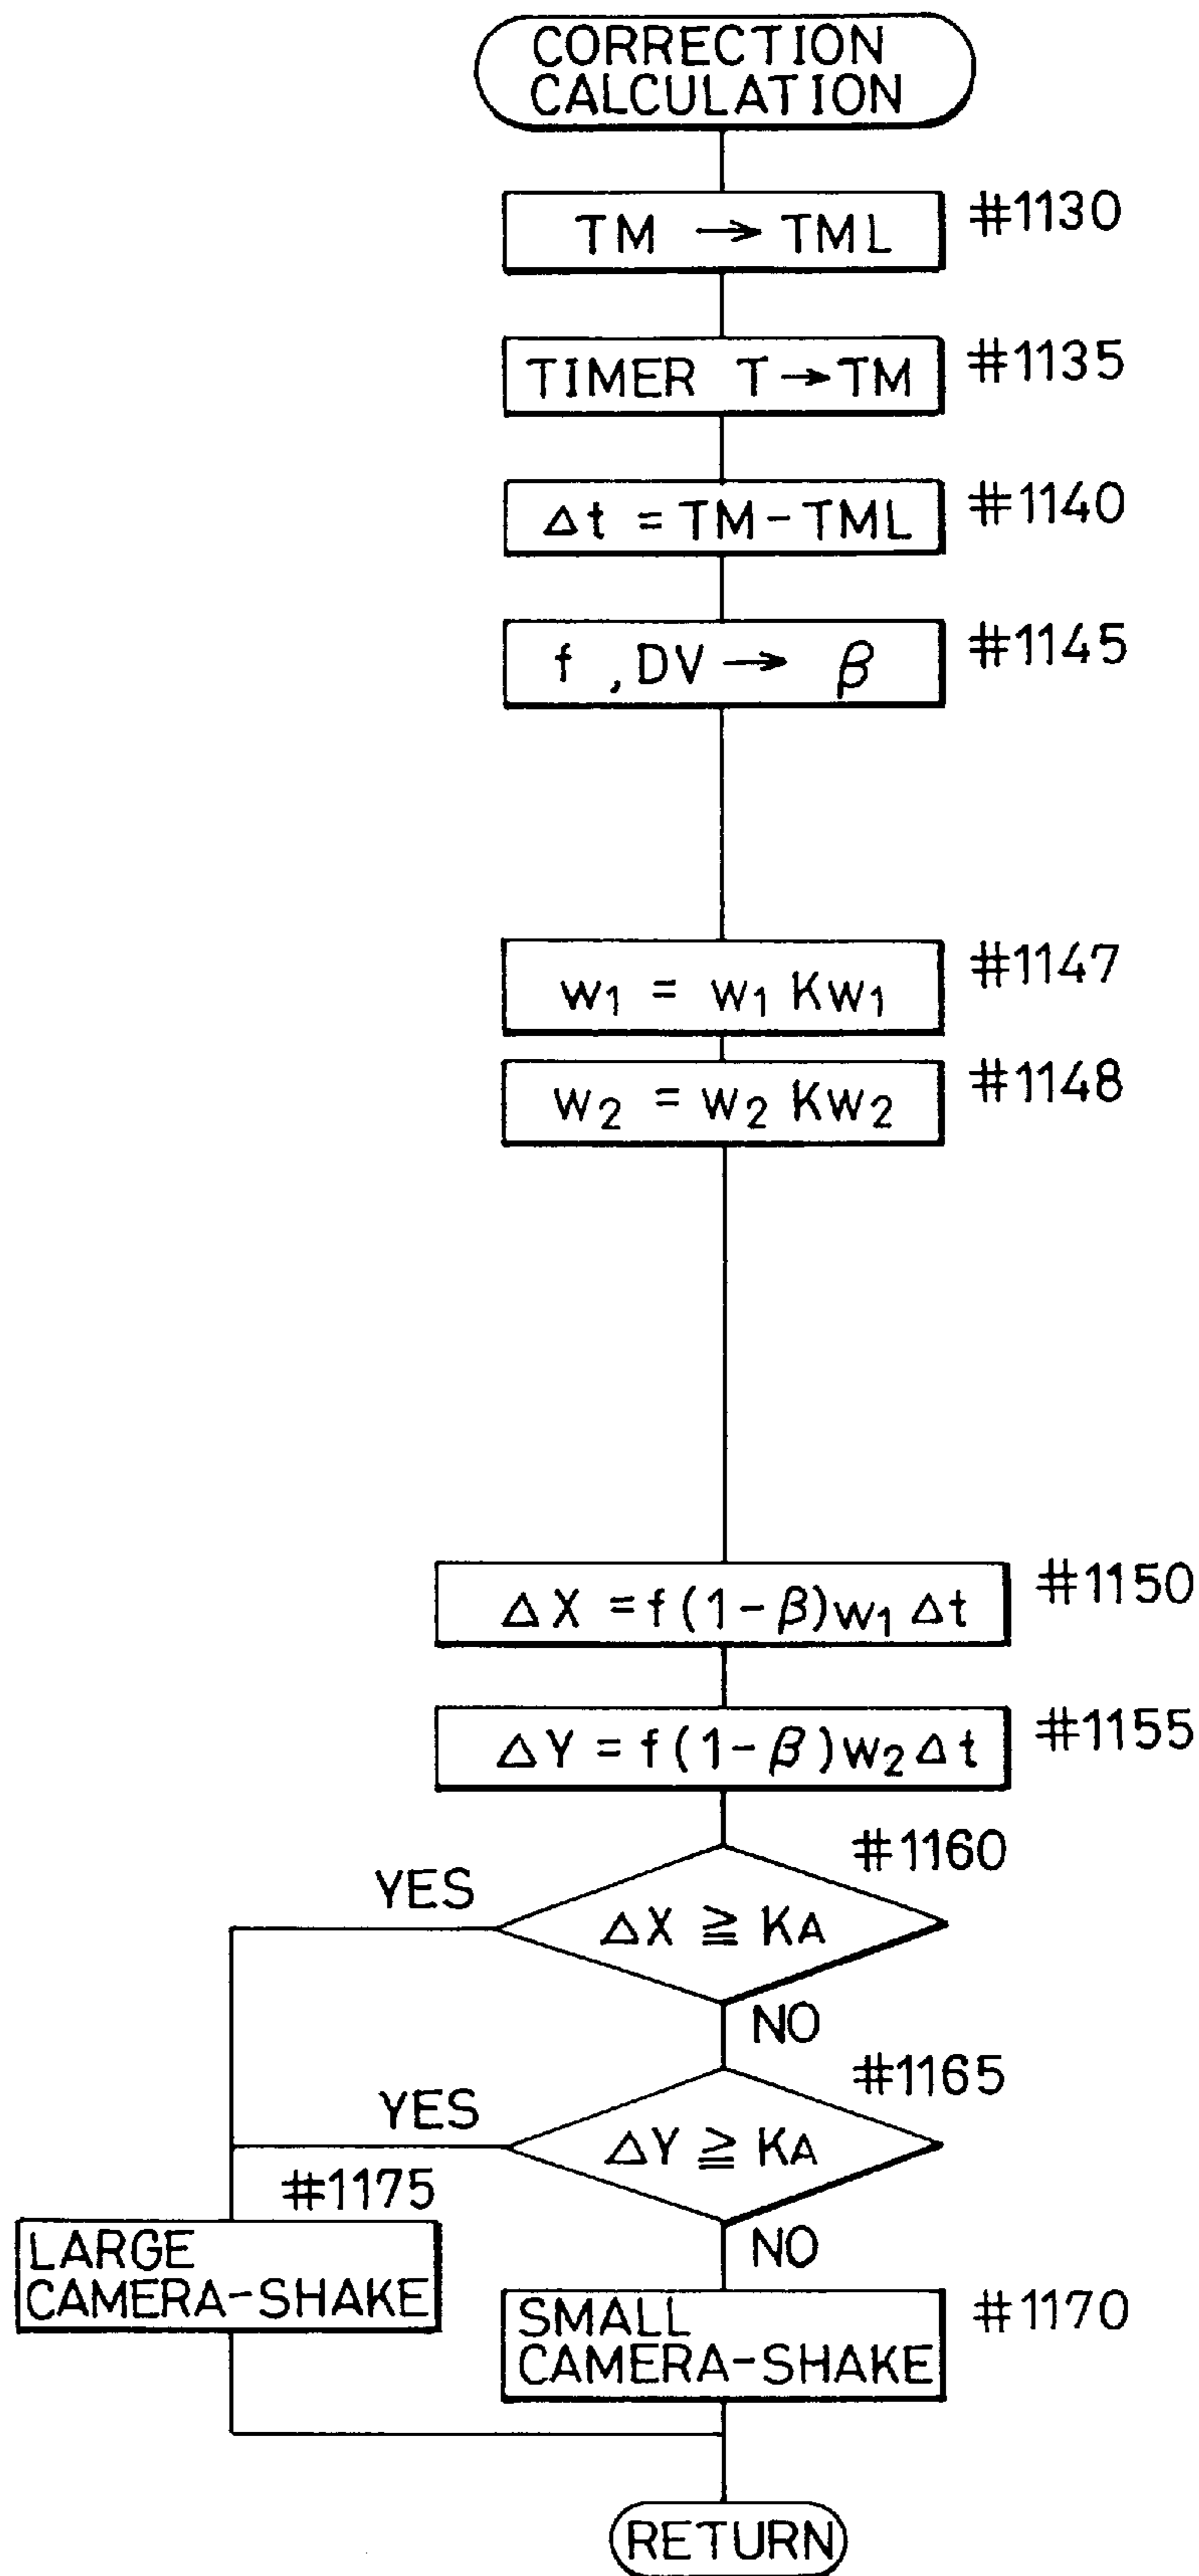 CORRECTION
CALCULATION
TM → TML #1130
TIMER T→TM #1135
Δt = TM-TML #1140
f ,DV → β #1145
w₁ = w₁ Kw₁ #1147
w₂ = w₂ Kw₂ #1148
ΔX =f(1-β)w₁ Δt #1150
ΔY =f(1-β)w₂ Δt #1155
#1160
YES
ΔX ≧ KA
NO
#1165
YES
ΔY ≧ KA
#1175
NO
LARGE
CAMERA-SHAKE
SMALL
CAMERA-SHAKE
#1170
RETURN